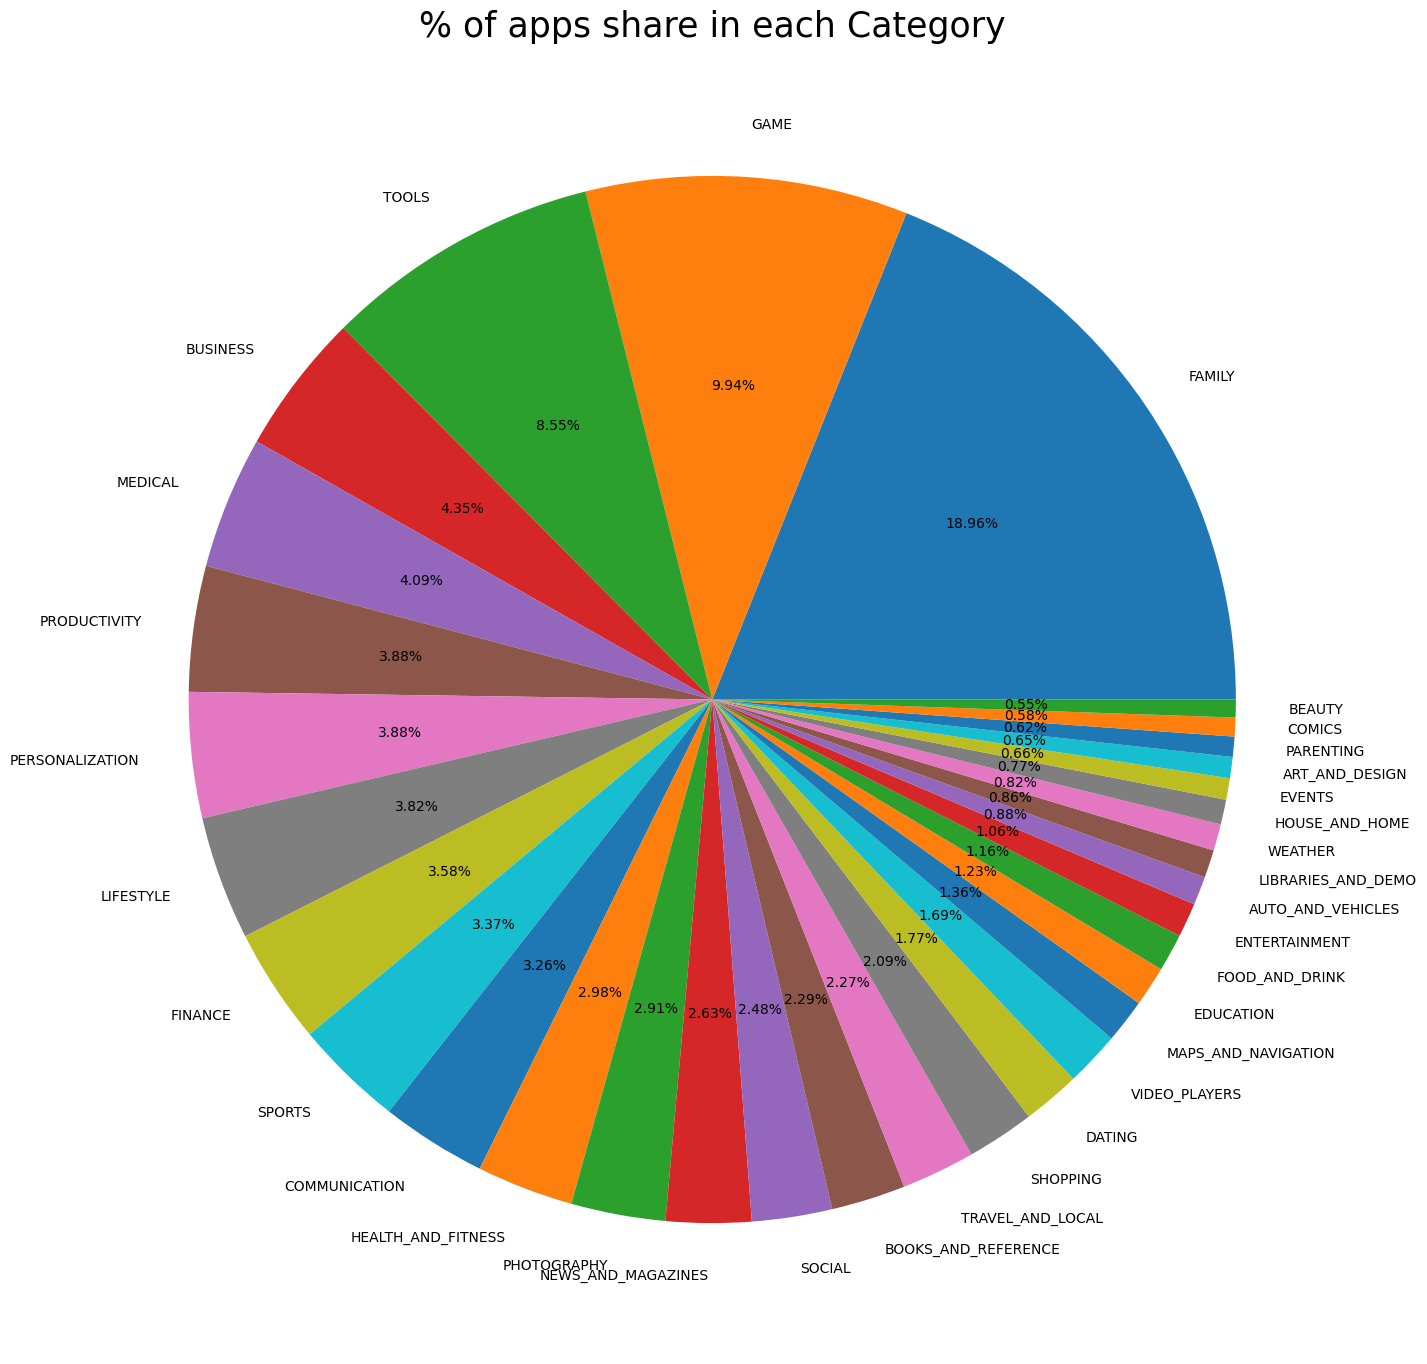 % of apps share in each Category
GAME
TOOLS
BUSINESS
FAMILY
9.94%
8.55%
MEDICAL
4.35%
18.96%
4.09%
PRODUCTIVITY
3.88%
PERSONALIZATION
3.88%
LIFESTYLE
3.82%
FINANCE
3.58%
SPORTS
3.37%
COMMUNICATION
3.26%
HEALTH_AND_FITNESS
2.98%
PHOTOGRAPHY
2.91%
NEWS_AND_MAGAZINES
2.63%
SOCIAL
2.48%
BOOKS_AND_REFERENCE
2.29%
TRAVEL_AND_LOCAL
2.27%
SHOPPING
2.09%
DATING
1.77%
VIDEO_PLAYERS
1.69%
MAPS_AND_NAVIGATION
1.36%
EDUCATION
1.23%
FOOD_AND_DRINK
1.16%
ENTERTAINMENT
1.06%
AUTO_AND_VEHICLES
0.88%
LIBRARIES_AND_DEMO
0.86%
WEATHER
0.82%
HOUSE_AND_HOME
0.77%
EVENTS
0.66%
ART_AND_DESIGN
0.65%
PARENTING
0.62%
COMICS
0.58%
BEAUTY
0.55%